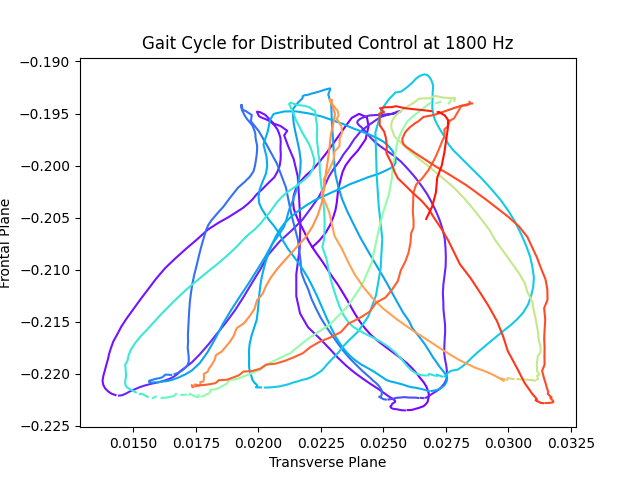 Gait Cycle for Distributed Control at 1800 Hz
−0.190
−0.195
−0.200
−0.205
−0.210
−0.215
−0.220
−0.225
Frontal Plane
0.0150 0.0175 0.0200 0.0225 0.0250 0.0275 0.0300 0.0325
Transverse Plane